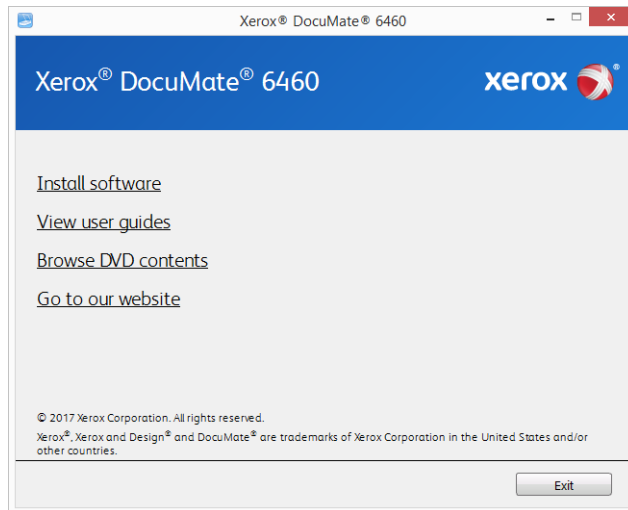 Xerox® DocuMate® 6460
Xerox® DocuMate® 6460
xerox ®
Install software
View user guides
Browse DVD contents
Go to our website
© 2017 Xerox Corporation. All rights reserved.
Xerox®, Xerox and Design® and DocuMate® are trademarks of Xerox Corporation in the United States and/or
other countries.
Exit